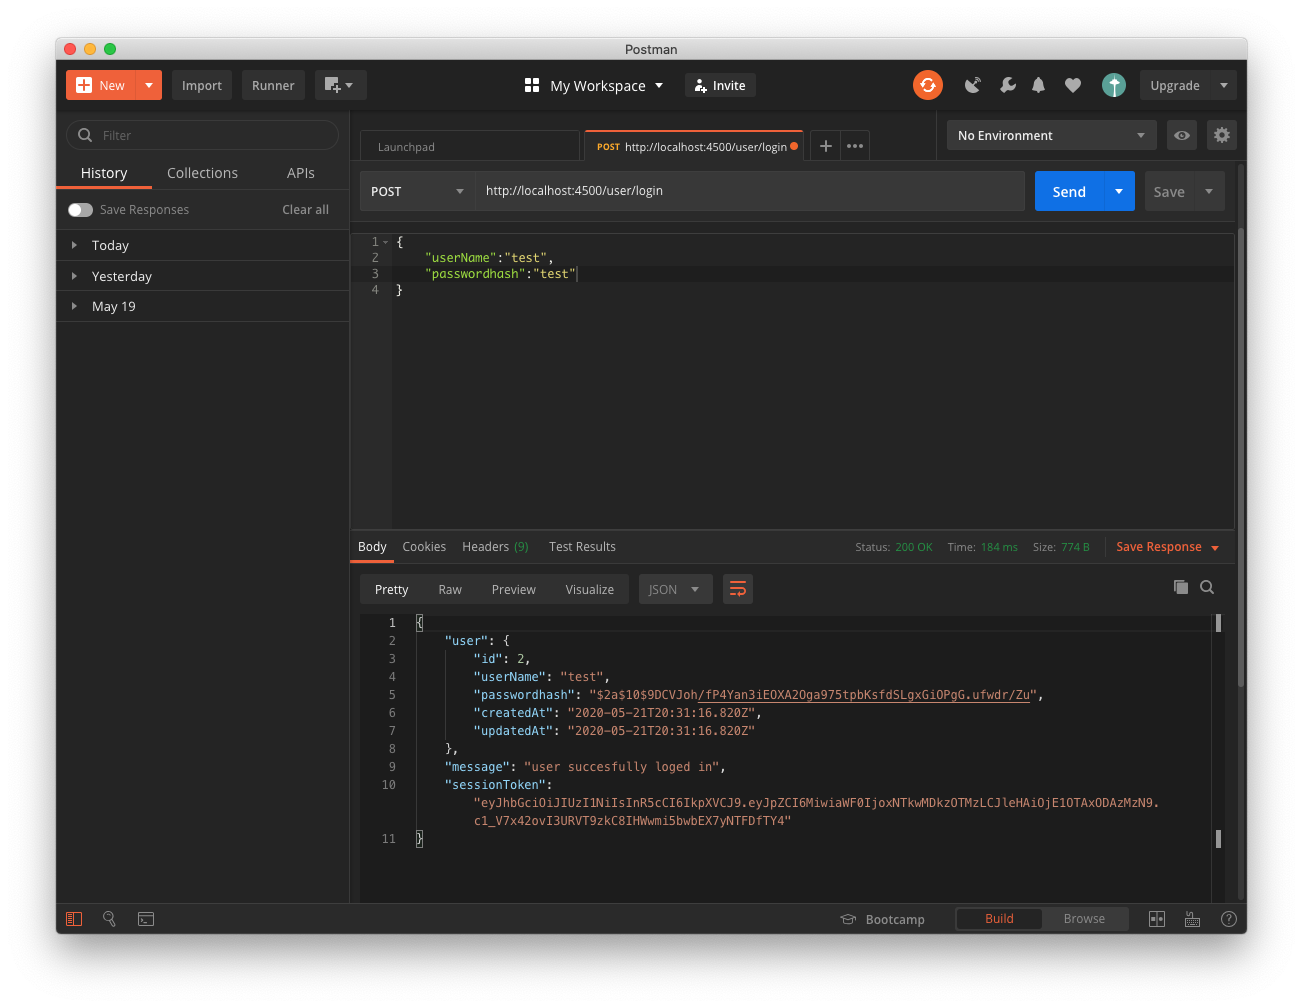 Postman
New
Import
Runner
My Workspace
Invite
Upgrade
Filter
History Collections APIs
Save Responses Clear all
Today
Yesterday
May 19
Launchpad
POST http://localhost:4500/user/login
No Environment
POST http://localhost:4500/user/login Send Save
1 {
2 "userName":"test",
3 "passwordhash":"test"
4 }
Body Cookies Headers (9) Test Results Status: 200 OK Time: 184 ms Size: 774 B Save Response
Pretty Raw Preview Visualize JSON
1 {
2 "user": {
3 "id": 2,
4 "userName": "test",
5 "passwordhash": "$2a$10$9DCVJoh/fP4Yan3iEOXA2Oga975tpbKsfdSLgxGiOPgG.ufwdr/Zu",
6 "createdAt": "2020-05-21T20:31:16.820Z",
7 "updatedAt": "2020-05-21T20:31:16.820Z"
8 },
9 "message": "user succesfully loged in",
10 "sessionToken":
"eyJhbGciOiJIUzI1NiIsInR5cCI6IkpXVCJ9.eyJpZCI6MiwiaWF0IjoxNTkwMDkzOTMzLCJleHAiOjE1OTAxODAzMzN9.
c1_V7x42ovI3URVT9zkC8IHWwmi5bwbEX7yNTFDfTY4"
11 }
Bootcamp Build Browse